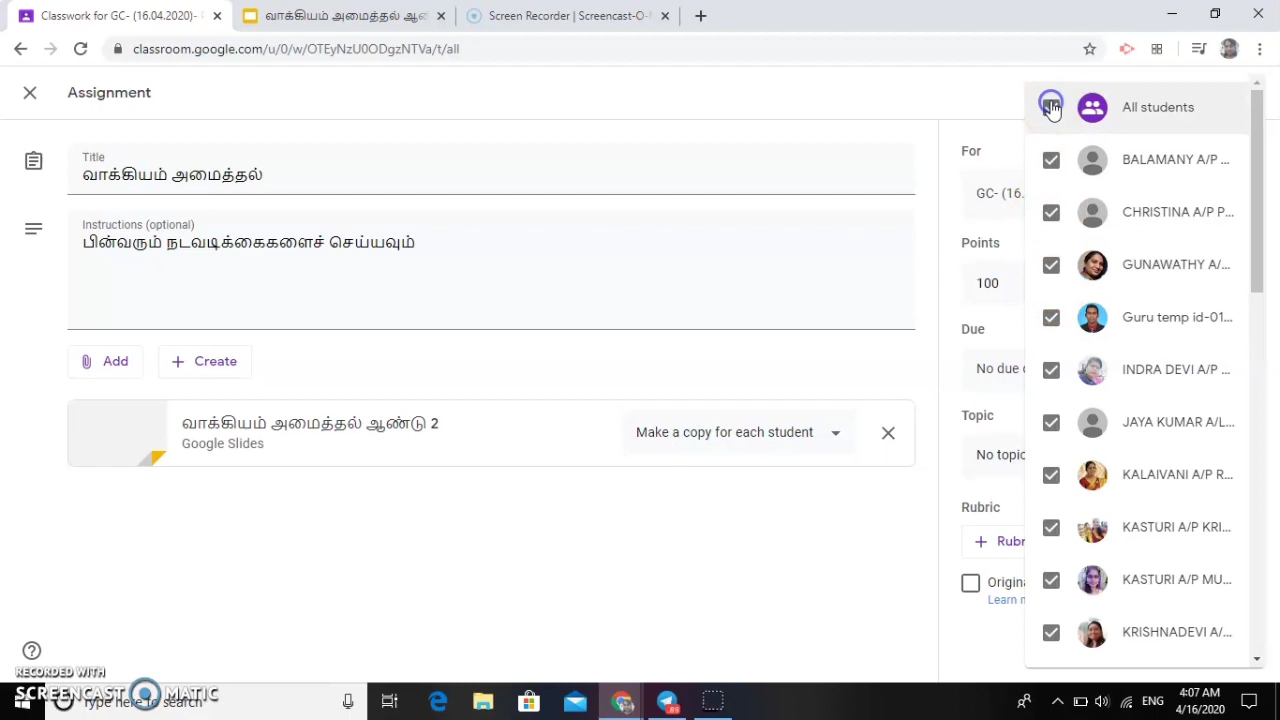 Classwork for GC- (16.04.2020)-
வாக்கியம் அமைத்தல் ஆண்
Screen Recorder | Screencast-O-
classroom.google.com/u/0/w/OTEyNzU0ODgzNTVa/t/all
Assignment
All students
Title
வாக்கியம் அமைத்தல்
For
BALAMANY A/P ...
GC- (16.
CHRISTINA A/P P...
Instructions (optional)
பின்வரும் நடவடிக்கைகளைச் செய்யவும்
Points
GUNAWATHY A/...
100
Guru temp id-01...
Due
Add
Create
No due
INDRA DEVI A/P ...
Topic
வாக்கியம் அமைத்தல் ஆண்டு 2
Google Slides
Make a copy for each student
JAYA KUMAR A/L...
No topic
KALAIVANI A/P R...
Rubric
KASTURI A/P KRI...
+ Rubr
Origina
Learn m
KASTURI A/P MU...
KRISHNADEVI A/...
RECORDED WITH
SCREENCAST MATIC
Type here to search
89
ENG
4:07 AM
4/16/2020